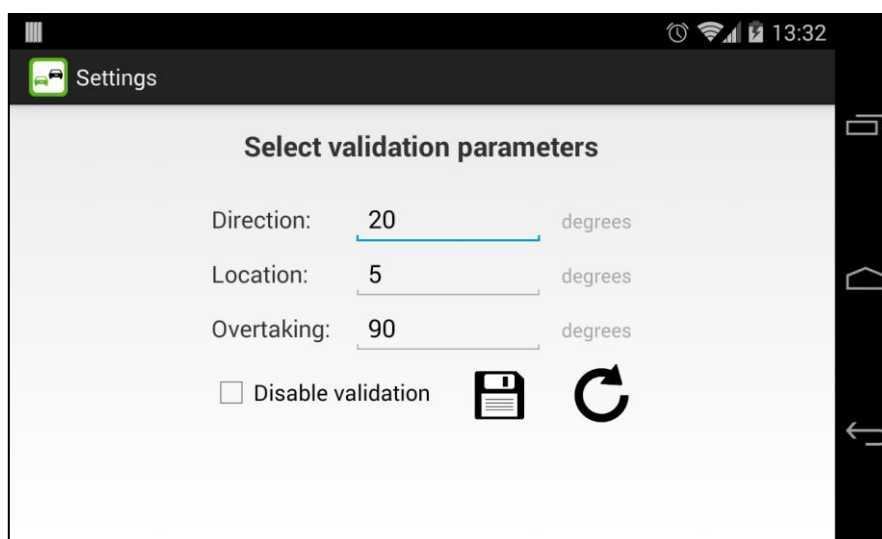 13:32
Settings
Select validation parameters
Direction: 20 degrees
Location: 5 degrees
Overtaking: 90 degrees
Disable validation